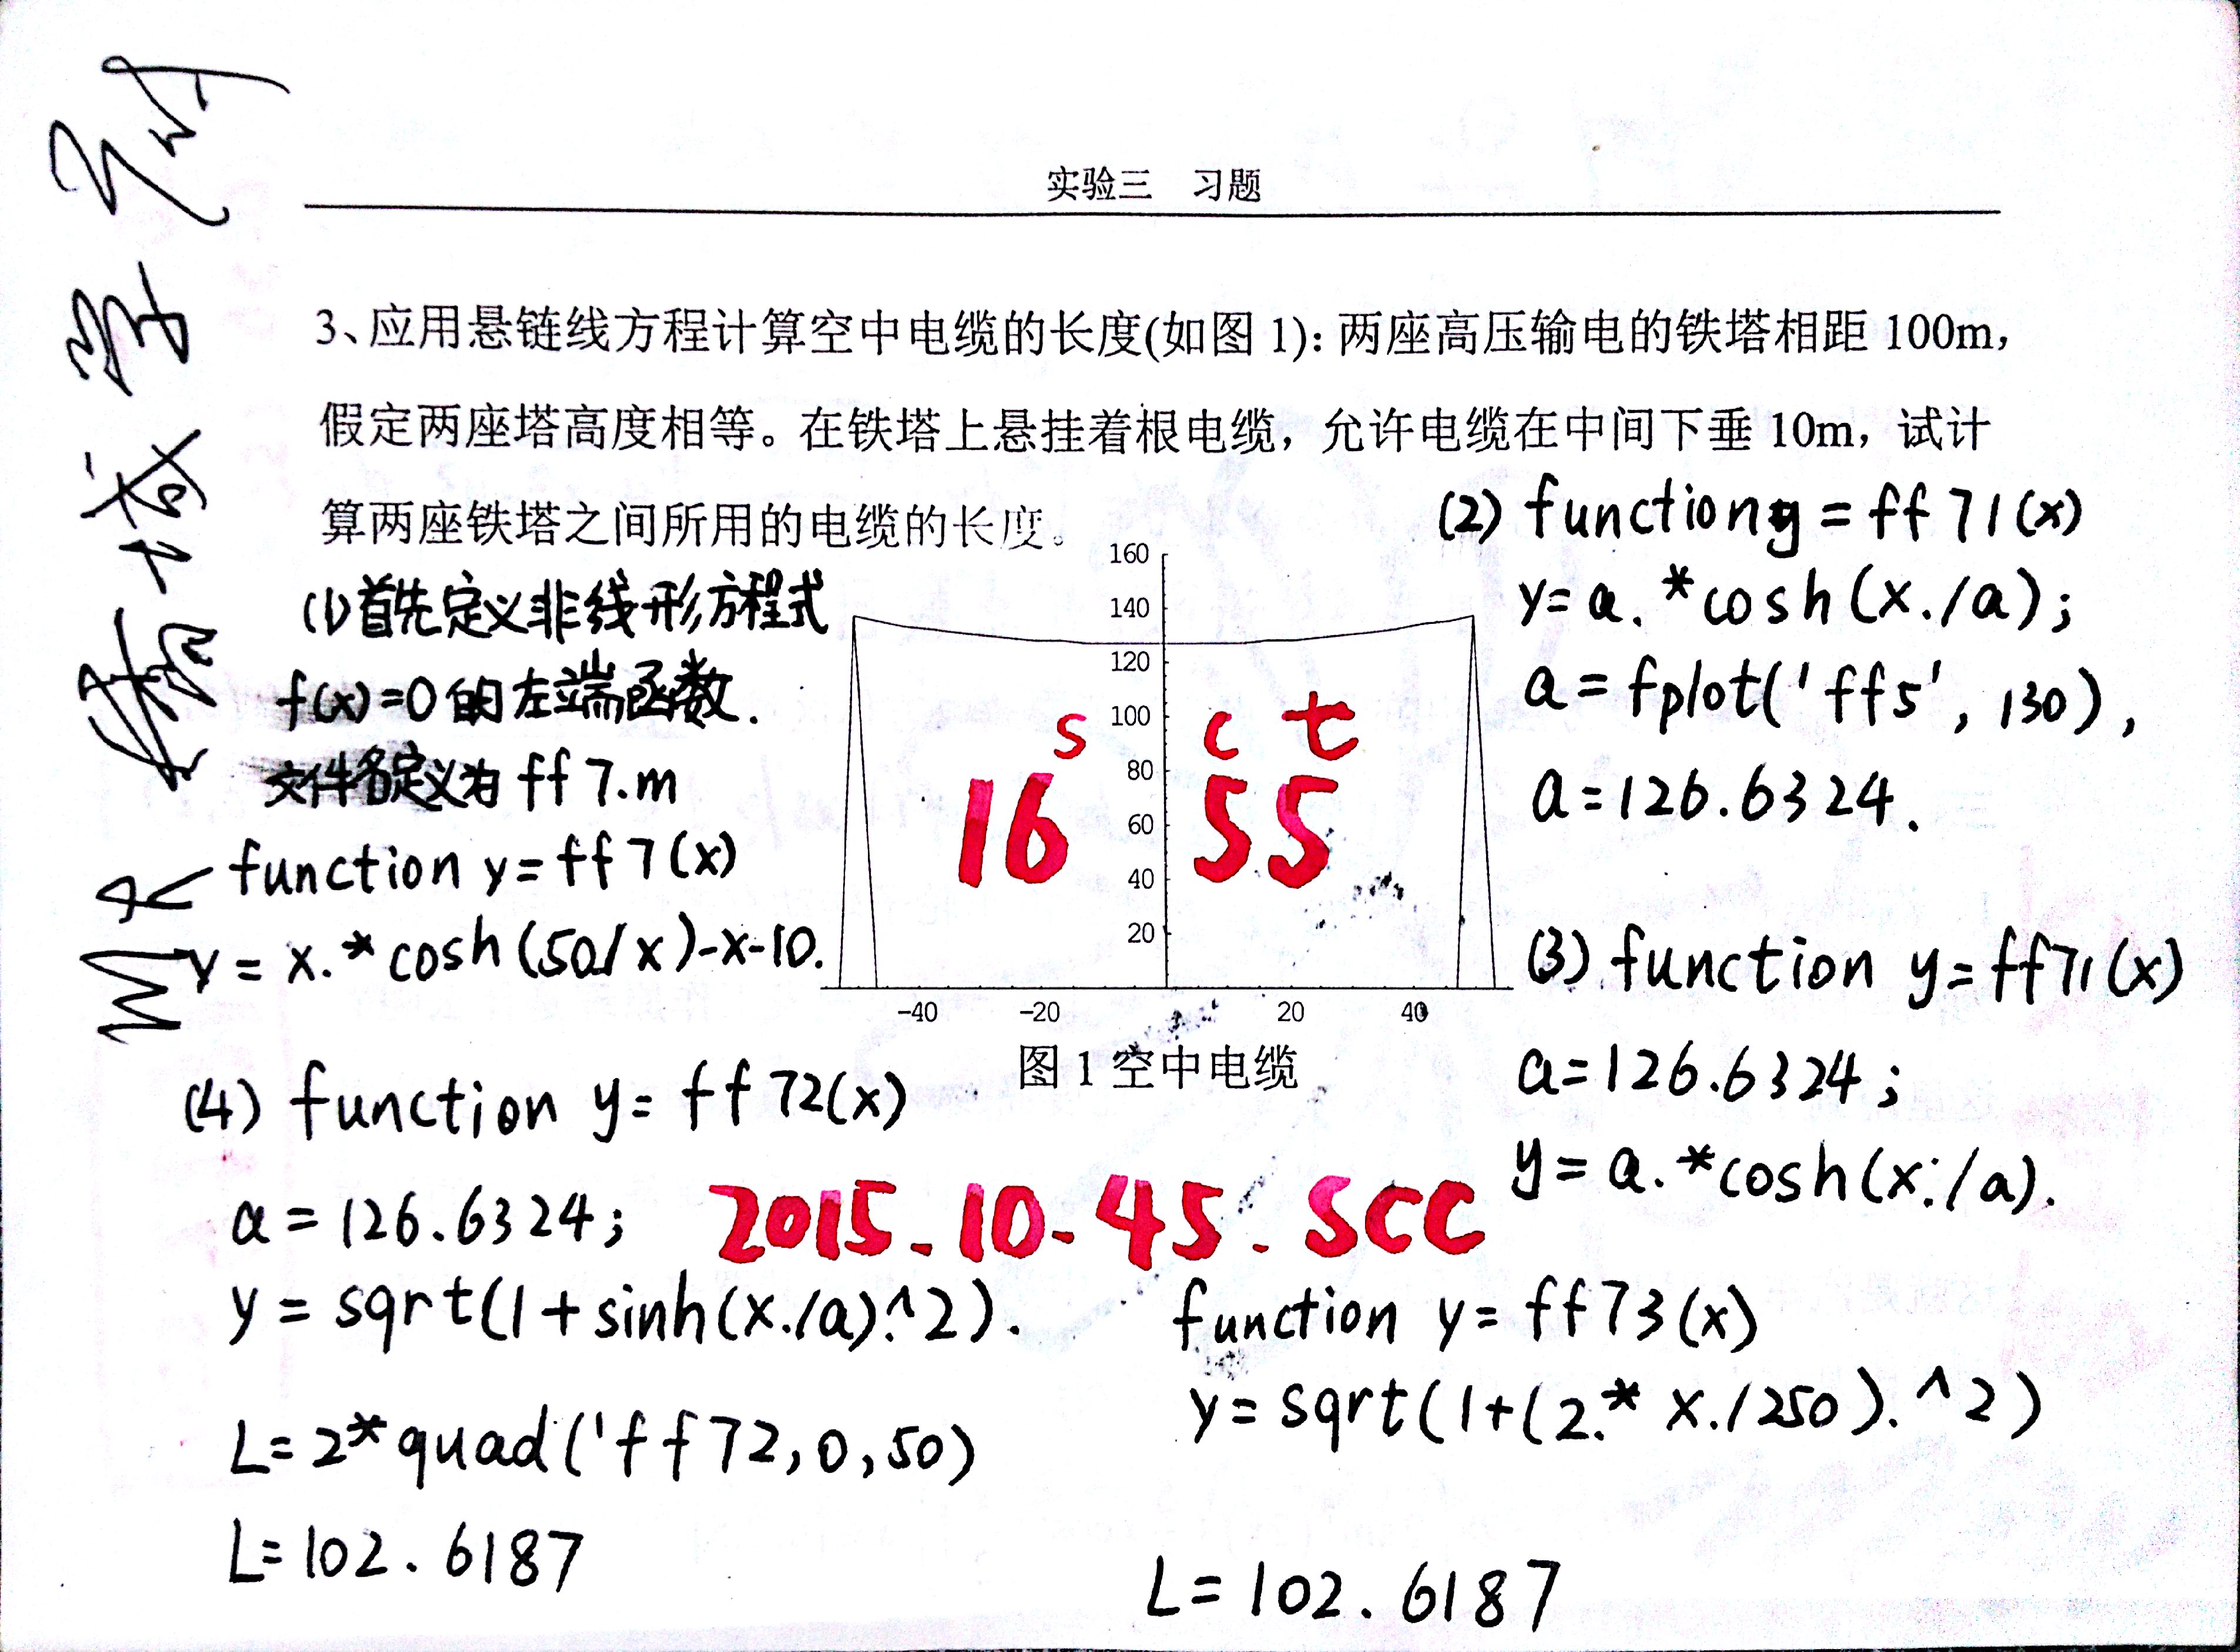 实验三 习题
3、应用悬链线方程计算空中电缆的长度(如图 1)：两座高压输电的铁塔相距 100m，
假定两座塔高度相等。在铁塔上悬挂着根电缆，允许电缆在中间下垂 10m，试计
算两座铁塔之间所用的电缆的长度。
(1)首先定义非线形方程式
f(x)=0的左端函数.
文件名定义为 ff7.m
function y=ff7(x)
y=x.*cosh(50./x)-x-10.
160
140
120
100
80
60
40
20
-40 -20 20 40
s c t
16 55
图 1 空中电缆
(2) function y=ff71(x)
y=a.*cosh(x./a);
a=fplot('ff5',130),
a=126.6324.
(3) function y=ff71(x)
a=126.6324;
y=a.*cosh(x./a).
(4) function y=ff72(x)
a=126.6324;
y=sqrt(1+sinh(x./a).^2).
L=2*quad('ff72,0,50)
L=102.6187
2015.10-45.SCC
function y=ff73(x)
y=sqrt(1+(2.*x./250).^2)
L=102.6187